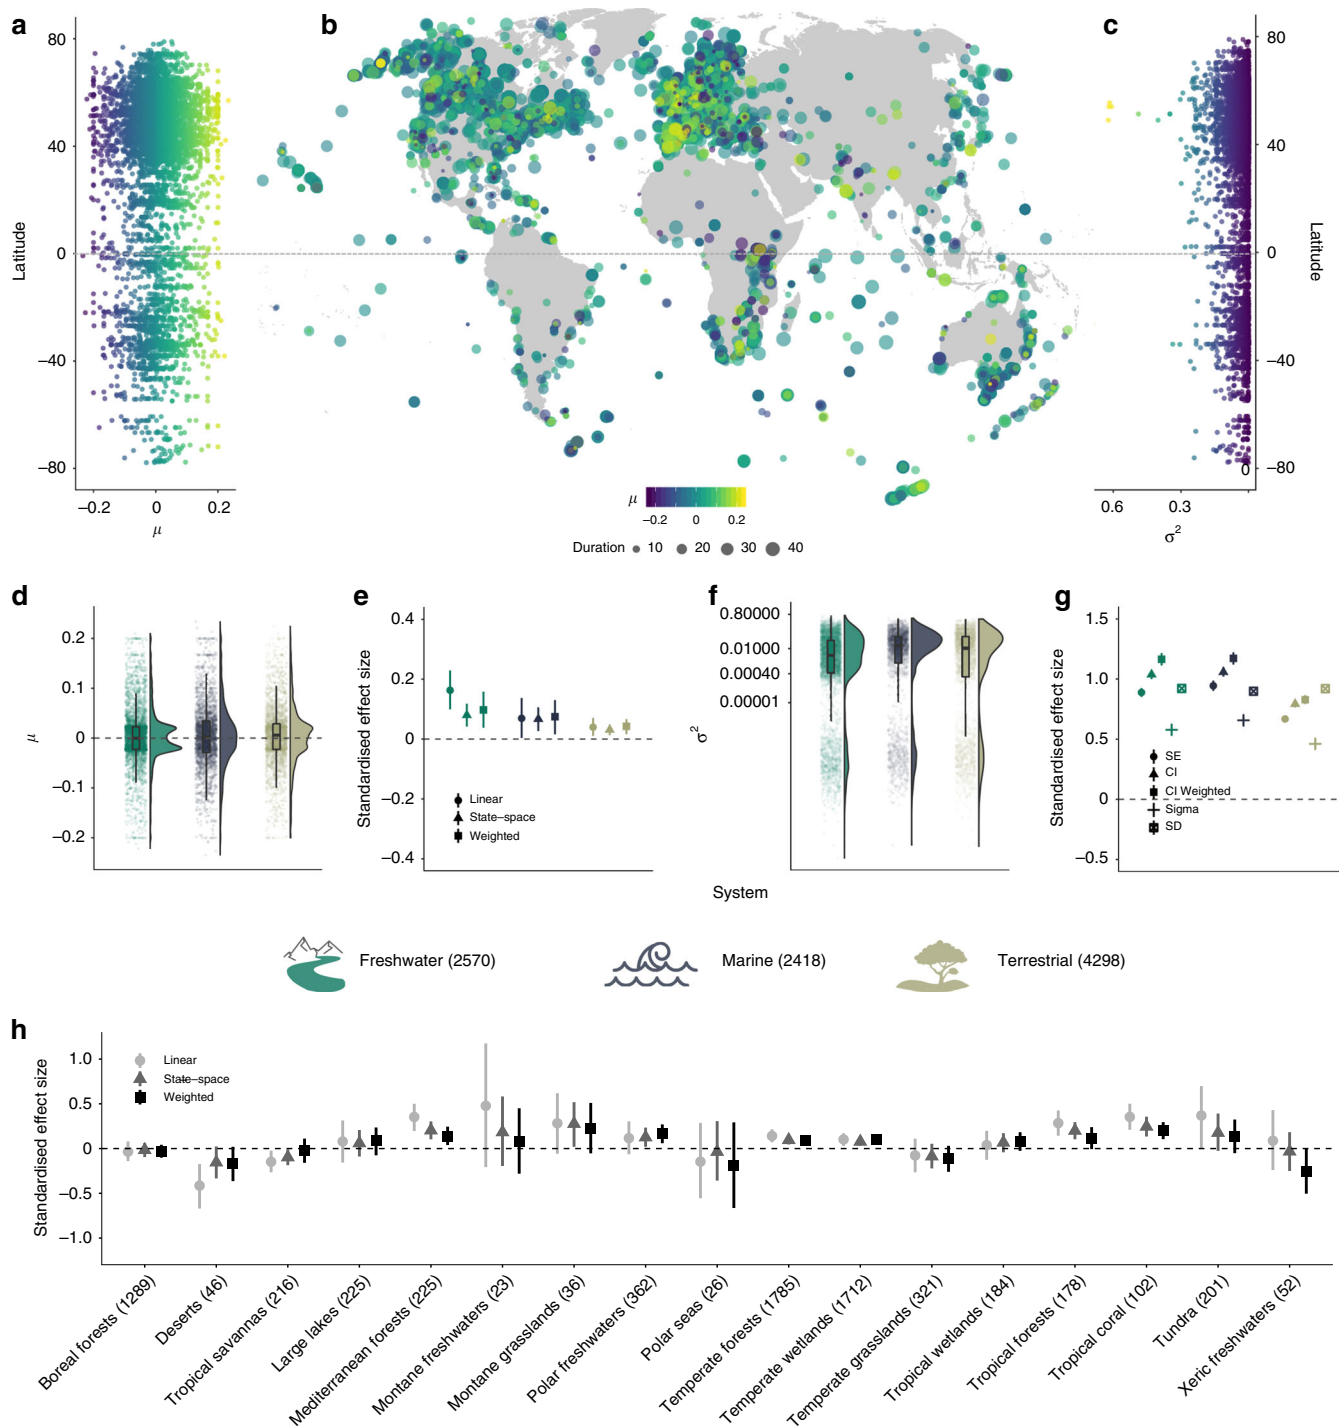 a
b
c
80
40
0
−40
−80
Latitude
−0.2
0
0.2
μ
μ
−0.2
0
0.2
Duration
10
20
30
40
80
40
0
−40
−80
Latitude
0
0.6
0.3
σ²
d
e
f
g
0.2
0.1
0
−0.1
−0.2
μ
0.4
0.2
0
−0.2
−0.4
Standardised effect size
Linear
State−space
Weighted
0.80000
0.01000
0.00040
0.00001
σ²
1.5
1.0
0.5
0
−0.5
Standardised effect size
SE
CI
CI Weighted
Sigma
SD
System
Freshwater (2570)
Marine (2418)
Terrestrial (4298)
h
1.0
0.5
0
−0.5
−1.0
Standardised effect size
Linear
State−space
Weighted
Boreal forests (1289)
Deserts (46)
Tropical savannas (216)
Large lakes (225)
Mediterranean forests (225)
Montane freshwaters (23)
Montane grasslands (36)
Polar freshwaters (362)
Polar seas (26)
Temperate forests (1785)
Temperate wetlands (1712)
Temperate grasslands (321)
Tropical wetlands (184)
Tropical forests (178)
Tropical coral (102)
Tundra (201)
Xeric freshwaters (52)